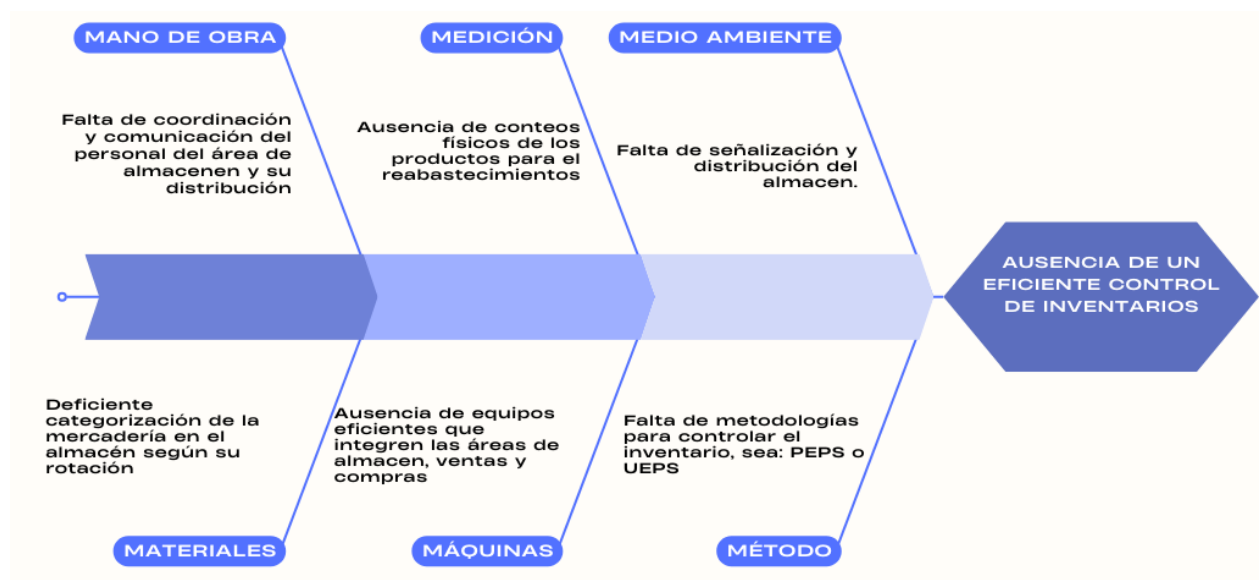 MANO DE OBRA
MEDICIÓN
MEDIO AMBIENTE
Falta de coordinación
y comunicación del
personal del área de
almacenen y su
distribución
Ausencia de conteos
físicos de los
productos para el
reabastecimientos
Falta de señalización y
distribución del
almacen.
AUSENCIA DE UN
EFICIENTE CONTROL
DE INVENTARIOS
Deficiente
categorización de la
mercadería en el
almacén según su
rotación
Ausencia de equipos
eficientes que
integren las áreas de
almacen, ventas y
compras
Falta de metodologías
para controlar el
inventario, sea: PEPS o
UEPS
MATERIALES
MÁQUINAS
MÉTODO